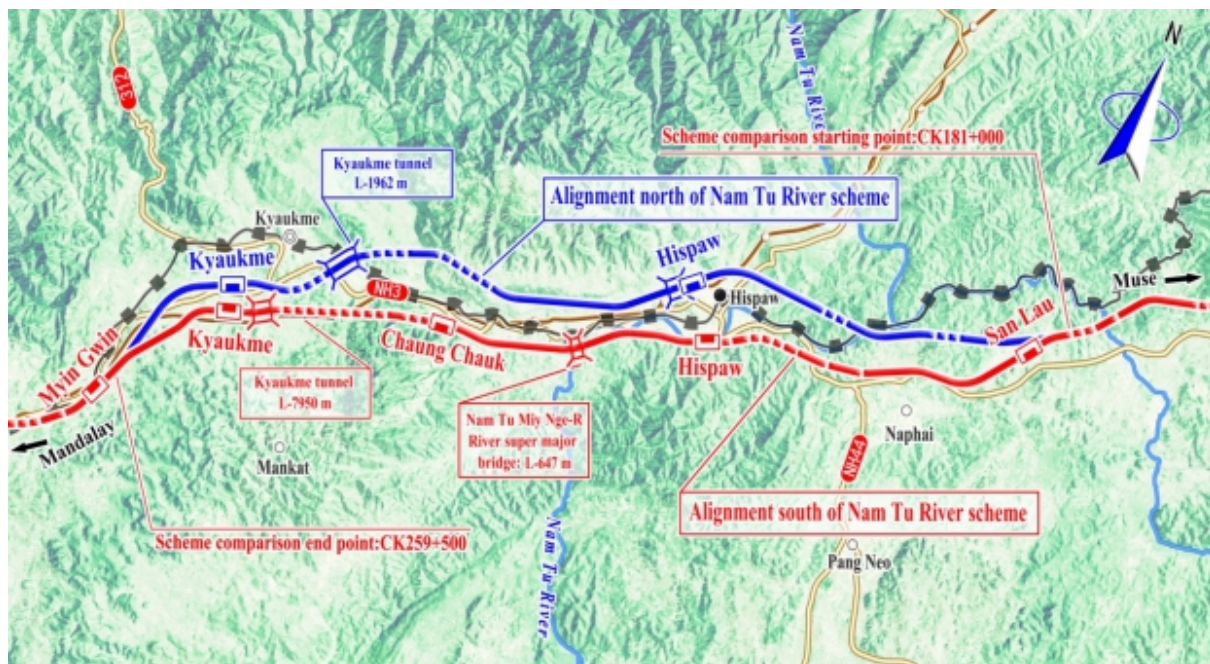 N
312
Nam Tu River
Scheme comparison starting point:CK181+000
Kyaukme tunnel
L-1962 m
Alignment north of Nam Tu River scheme
Kyaukme
Kyaukme
Hispaw
Muse
NH3
Hispaw
San Lau
Myin Gwin
Kyaukme
Chaung Chauk
Hispaw
Kyaukme tunnel
L-7950 m
Nam Tu Miy Nge-R
River super major
bridge: L-647 m
Naphai
Mandalay
Mankat
NH44
Alignment south of Nam Tu River scheme
Scheme comparison end point:CK259+500
Nam Tu River
Pang Neo